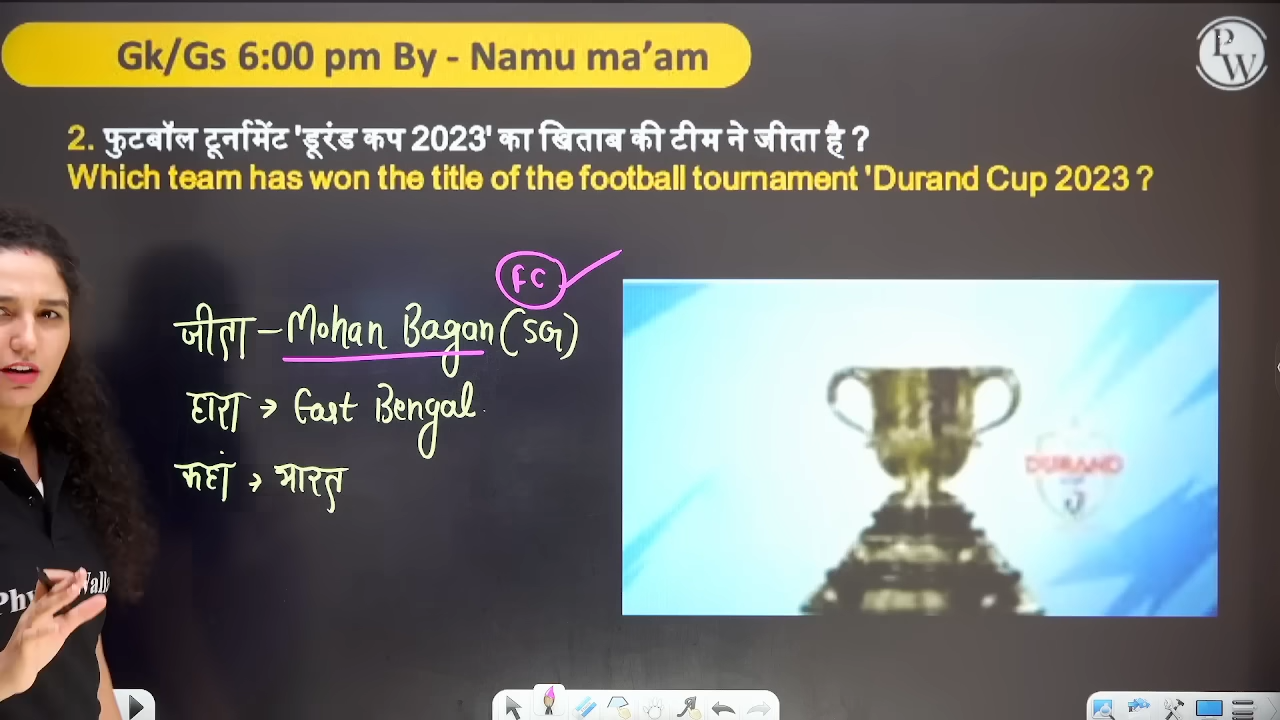 Gk/Gs 6:00 pm By - Namu ma’am
PW
2. फुटबॉल टूर्नामेंट 'डूरंड कप 2023' का खिताब की टीम ने जीता है ?
Which team has won the title of the football tournament 'Durand Cup 2023 ?
FC
जीता - Mohan Bagan (SG)
हारा → East Bengal
कहां → भारत
DURAND